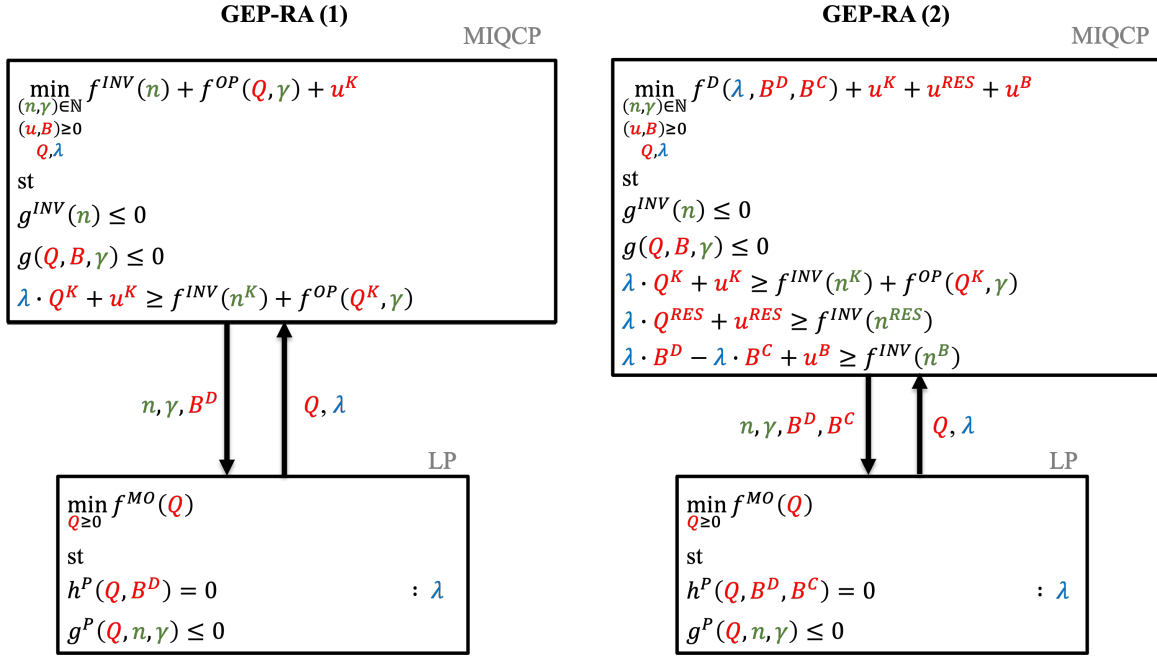 GEP-RA (1)
MIQCP
min f^INV(n) + f^OP(Q, γ) + u^K
(n,γ)∈ℕ
(u,B)≥0
Q,λ
st
g^INV(n) ≤ 0
g(Q, B, γ) ≤ 0
λ · Q^K + u^K ≥ f^INV(n^K) + f^OP(Q^K, γ)
n, γ, B^D
Q, λ
LP
min f^MO(Q)
Q≥0
st
h^P(Q, B^D) = 0 : λ
g^P(Q, n, γ) ≤ 0
GEP-RA (2)
MIQCP
min f^D(λ, B^D, B^C) + u^K + u^RES + u^B
(n,γ)∈ℕ
(u,B)≥0
Q,λ
st
g^INV(n) ≤ 0
g(Q, B, γ) ≤ 0
λ · Q^K + u^K ≥ f^INV(n^K) + f^OP(Q^K, γ)
λ · Q^RES + u^RES ≥ f^INV(n^RES)
λ · B^D − λ · B^C + u^B ≥ f^INV(n^B)
n, γ, B^D, B^C
Q, λ
LP
min f^MO(Q)
Q≥0
st
h^P(Q, B^D, B^C) = 0 : λ
g^P(Q, n, γ) ≤ 0